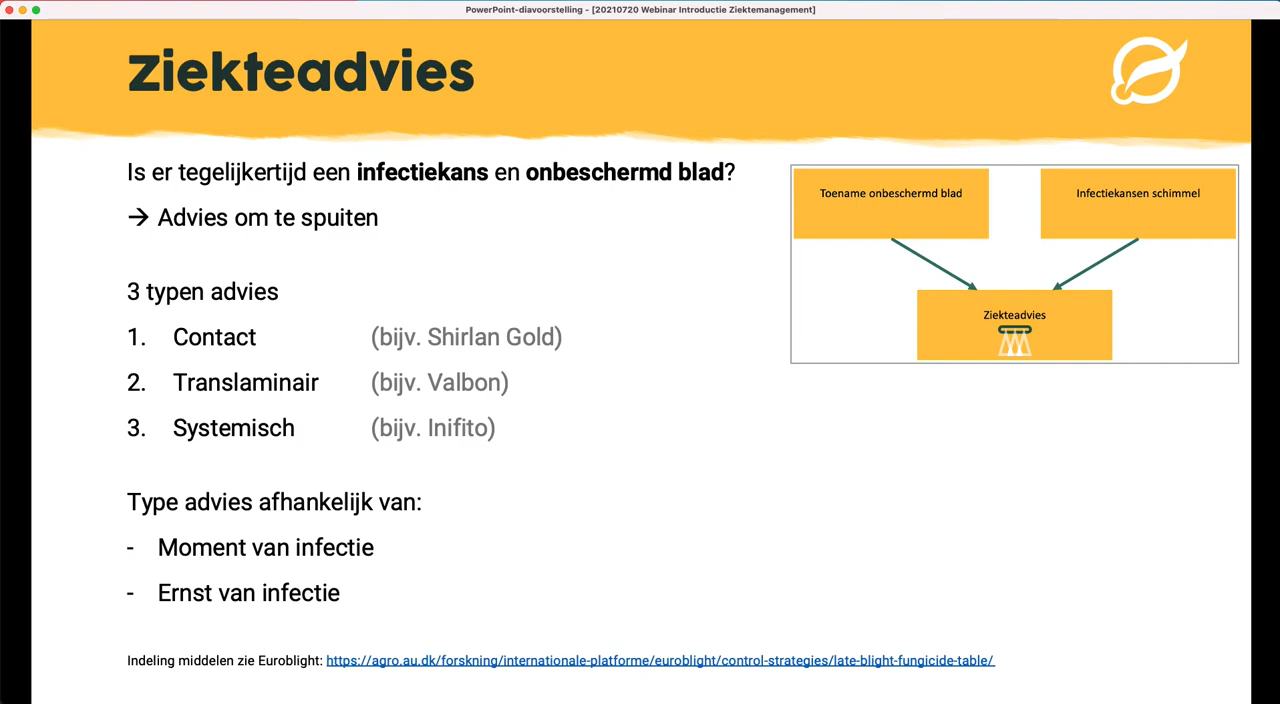 PowerPoint-diavoorstelling - [20210720 Webinar Introductie Ziektemanagement]
Ziekteadvies
Is er tegelijkertijd een infectiekans en onbeschermd blad?
→ Advies om te spuiten
3 typen advies
1. Contact (bijv. Shirlan Gold)
2. Translaminair (bijv. Valbon)
3. Systemisch (bijv. Inifito)
Type advies afhankelijk van:
- Moment van infectie
- Ernst van infectie
Indeling middelen zie Euroblight: https://agro.au.dk/forskning/internationale-platforme/euroblight/control-strategies/late-blight-fungicide-table/
Toename onbeschermd blad
Infectiekansen schimmel
Ziekteadvies